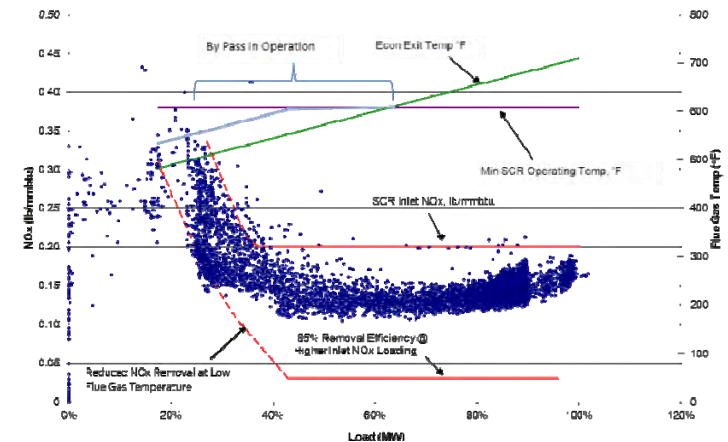 0.50
0.45
0.40
0.35
0.30
0.25
0.20
0.15
0.10
0.05
0
NOx (lb/mmbtu)
800
700
600
500
400
300
200
100
0
Flue Gas Temp (°F)
By Pass in Operation
Econ Exit Temp °F
Min SCR Operating Temp, °F
SCR Inlet NOx, lb/mmbtu
85% Removal Efficiency @
Higher Inlet NOx Loading
Reduced NOx Removal at Low
Flue Gas Temperature
0%
20%
40%
60%
80%
100%
120%
Load (MW)